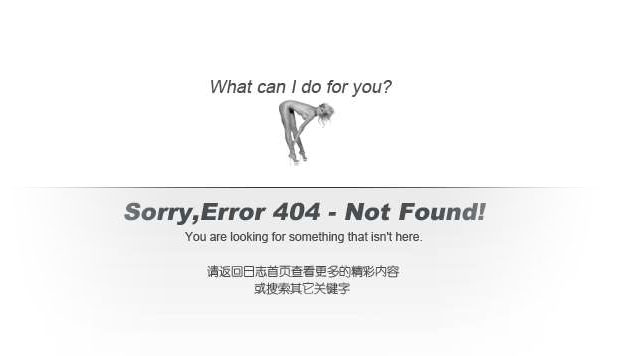 What can I do for you?
Sorry,Error 404 - Not Found!
You are looking for something that isn't here.
请返回日志首页查看更多的精彩内容
或搜索其它关键字